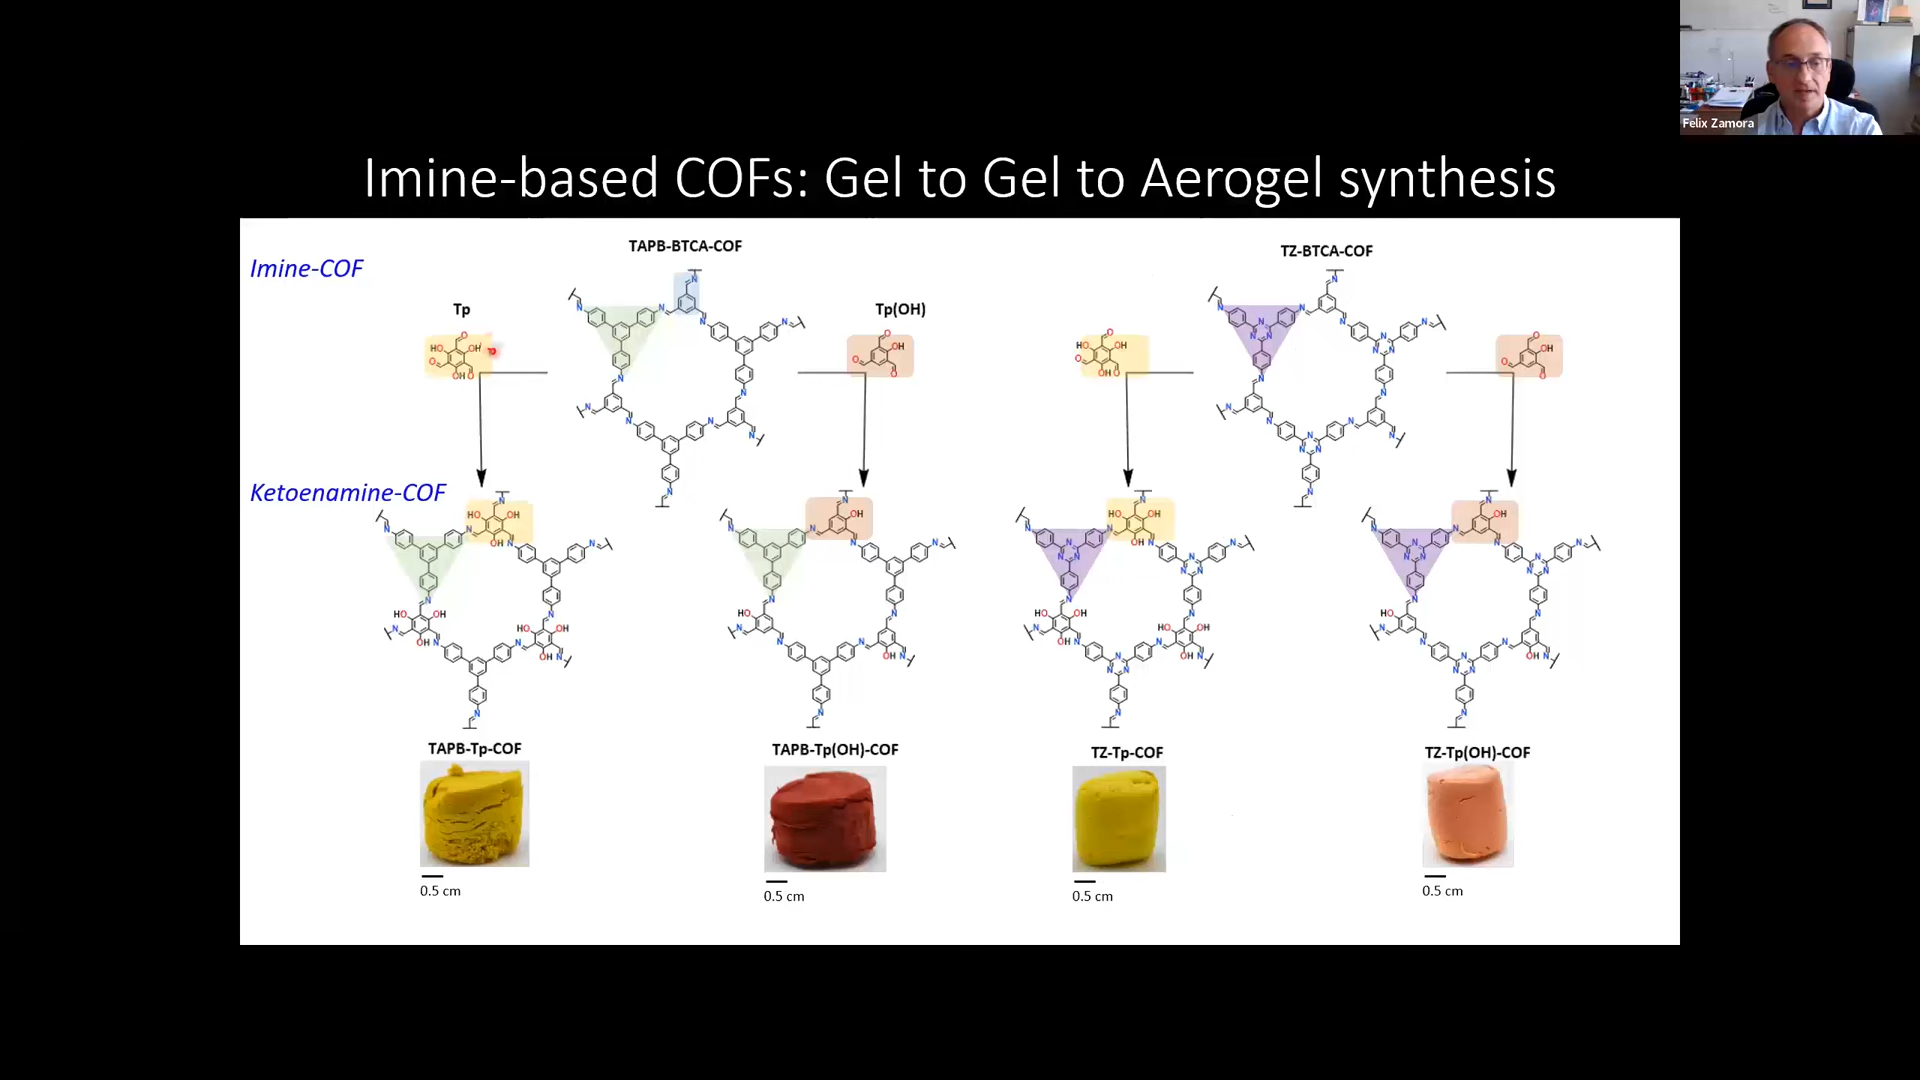 Felix Zamora
Imine-based COFs: Gel to Gel to Aerogel synthesis
Imine-COF
TAPB-BTCA-COF
TZ-BTCA-COF
Tp
Tp(OH)
Ketoenamine-COF
TAPB-Tp-COF
TAPB-Tp(OH)-COF
TZ-Tp-COF
TZ-Tp(OH)-COF
0.5 cm
0.5 cm
0.5 cm
0.5 cm